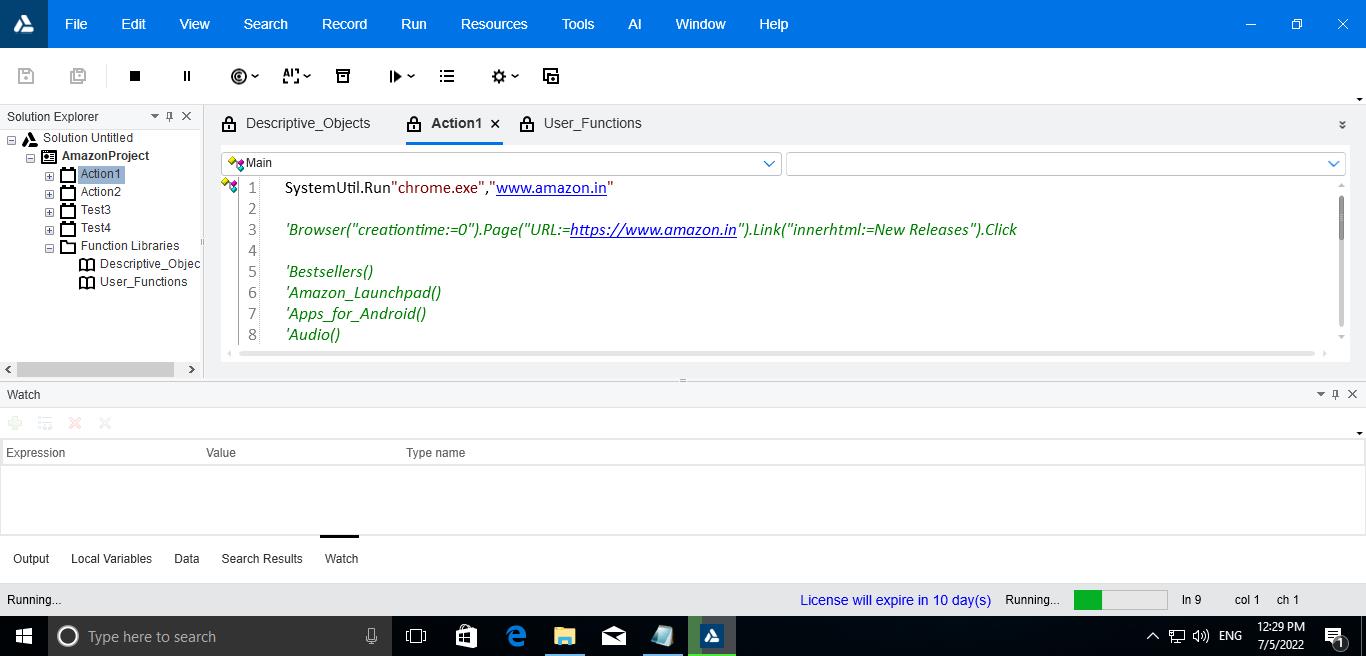 File Edit View Search Record Run Resources Tools AI Window Help
Solution Explorer
Solution Untitled
AmazonProject
Action1
Action2
Test3
Test4
Function Libraries
Descriptive_Objec
User_Functions
Descriptive_Objects Action1 User_Functions
Main
1 SystemUtil.Run"chrome.exe","www.amazon.in"
2
3 'Browser("creationtime:=0").Page("URL:=https://www.amazon.in").Link("innerhtml:=New Releases").Click
4
5 'Bestsellers()
6 'Amazon_Launchpad()
7 'Apps_for_Android()
8 'Audio()
Watch
Expression Value Type name
Output Local Variables Data Search Results Watch
Running... License will expire in 10 day(s) Running... ln 9 col 1 ch 1
Type here to search ENG 12:29 PM
7/5/2022
1